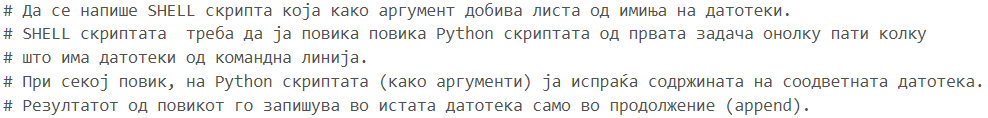 # Да се напише SHELL скрипта која како аргумент добива листа од имиња на датотеки.
# SHELL скриптата  треба да ја повика повика Python скриптата од првата задача онолку пати колку
# што има датотеки од командна линија.
# При секој повик, на Python скриптата (како аргументи) ја испраќа содржината на соодветната датотека.
# Резултатот од повикот го запишува во истата датотека само во продолжение (append).